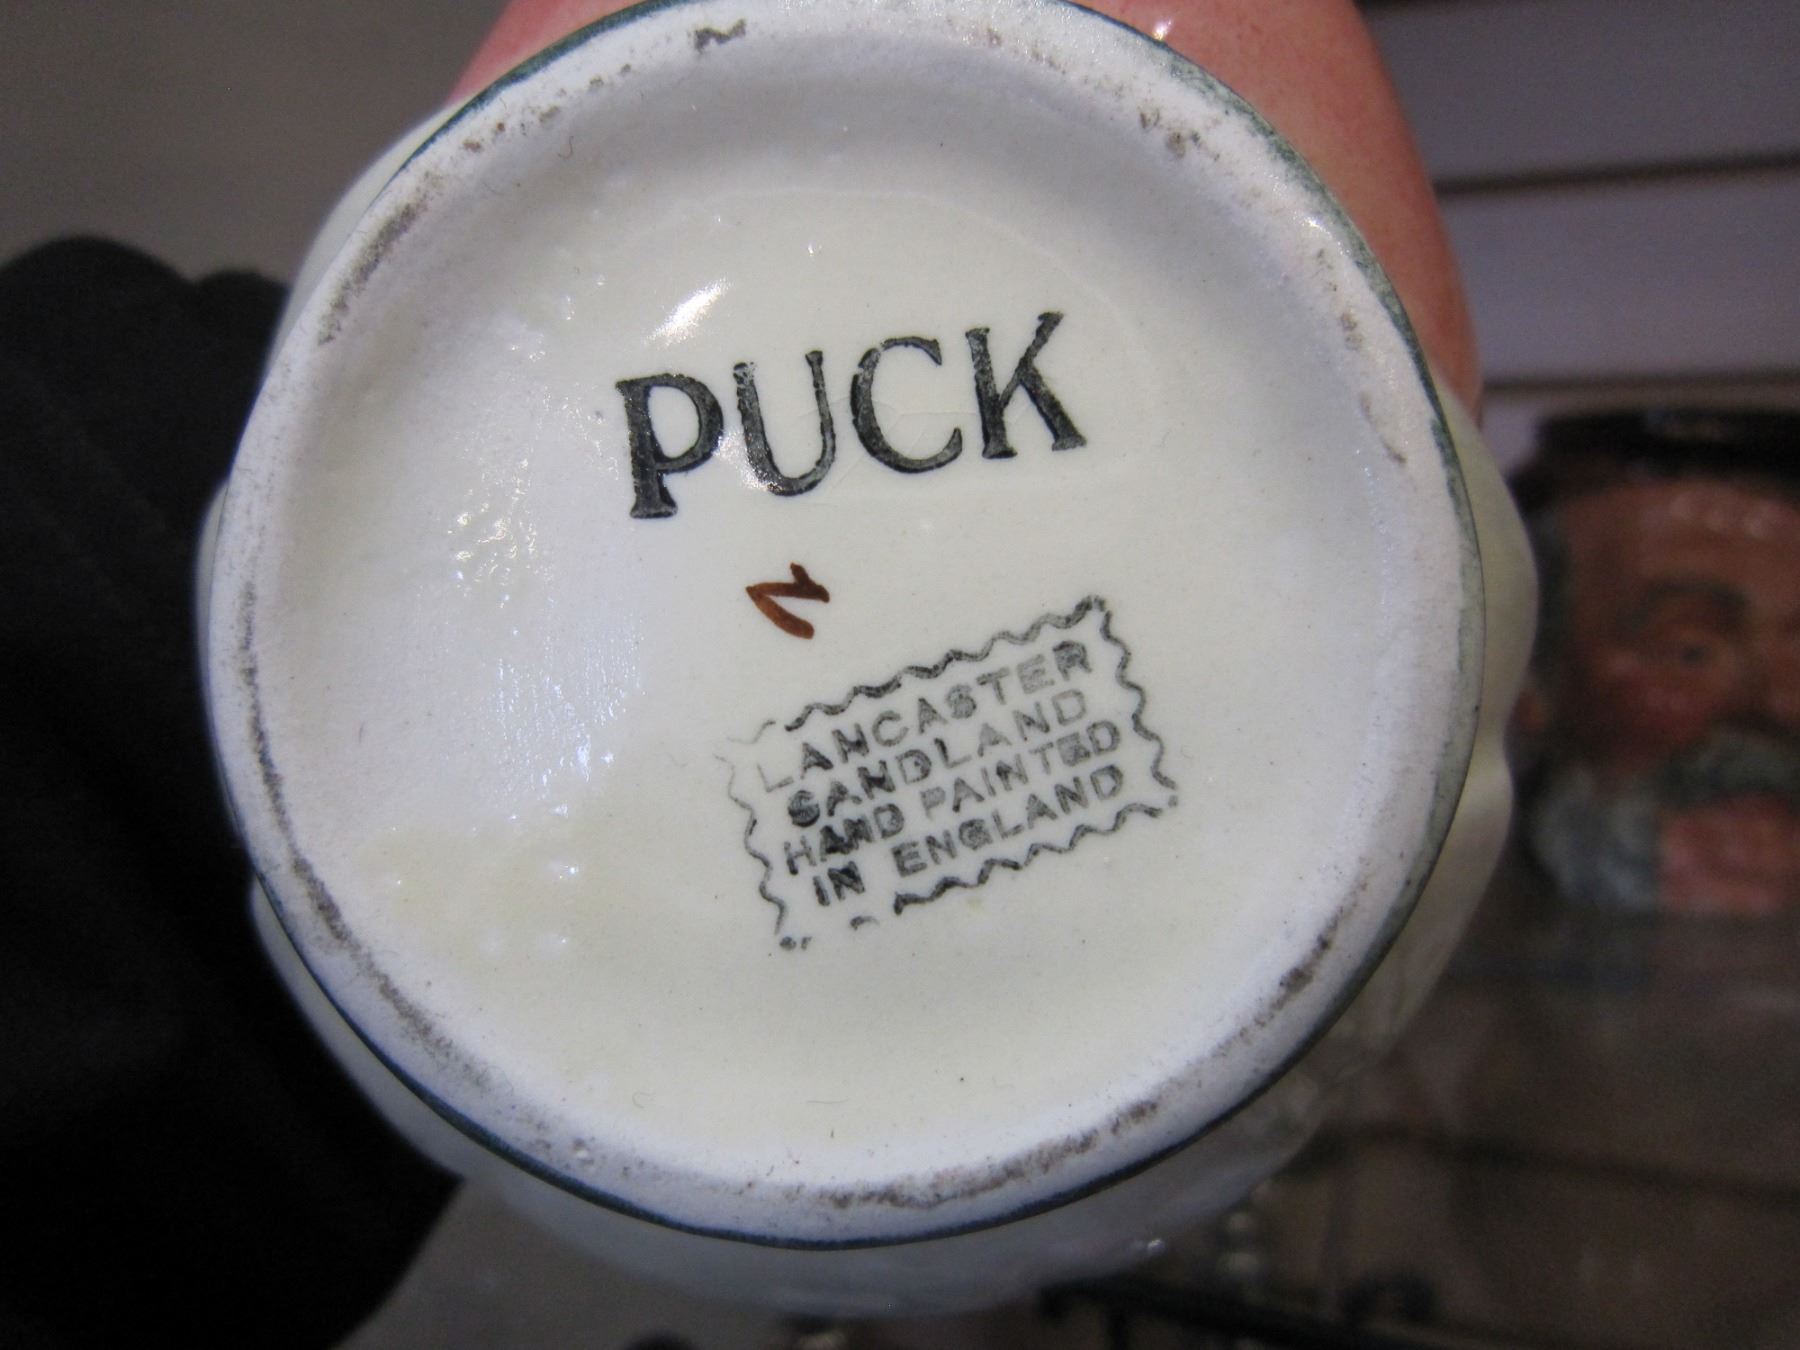 PUCK
LANCASTER
SANDLAND
HAND PAINTED
IN ENGLAND